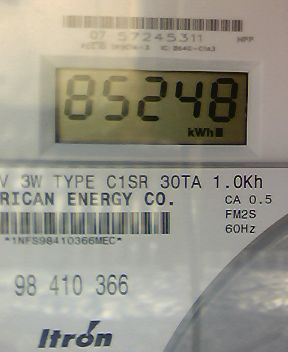 07 57245311
85248
kWh
V 3W TYPE C1SR 30TA 1.0Kh
RICAN ENERGY CO.
CA 0.5
FM2S
60Hz
*1NFS98410366MEC*
98 410 366
Itrón